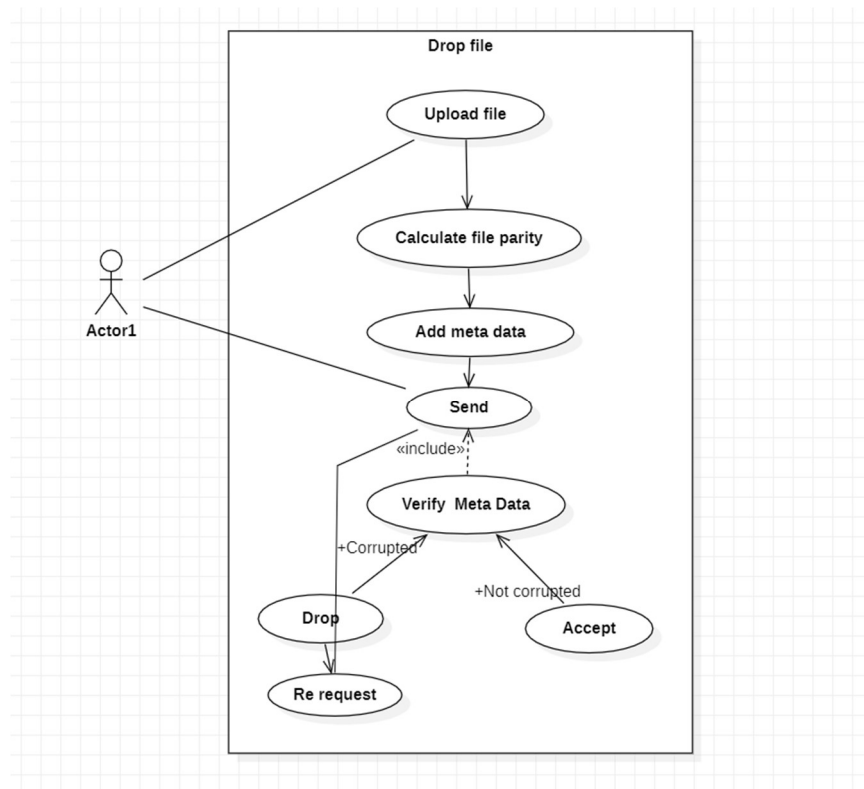 Drop file
Upload file
Calculate file parity
Actor1
Add meta data
Send
«include»
Verify  Meta Data
+Corrupted
+Not corrupted
Drop
Accept
Re request